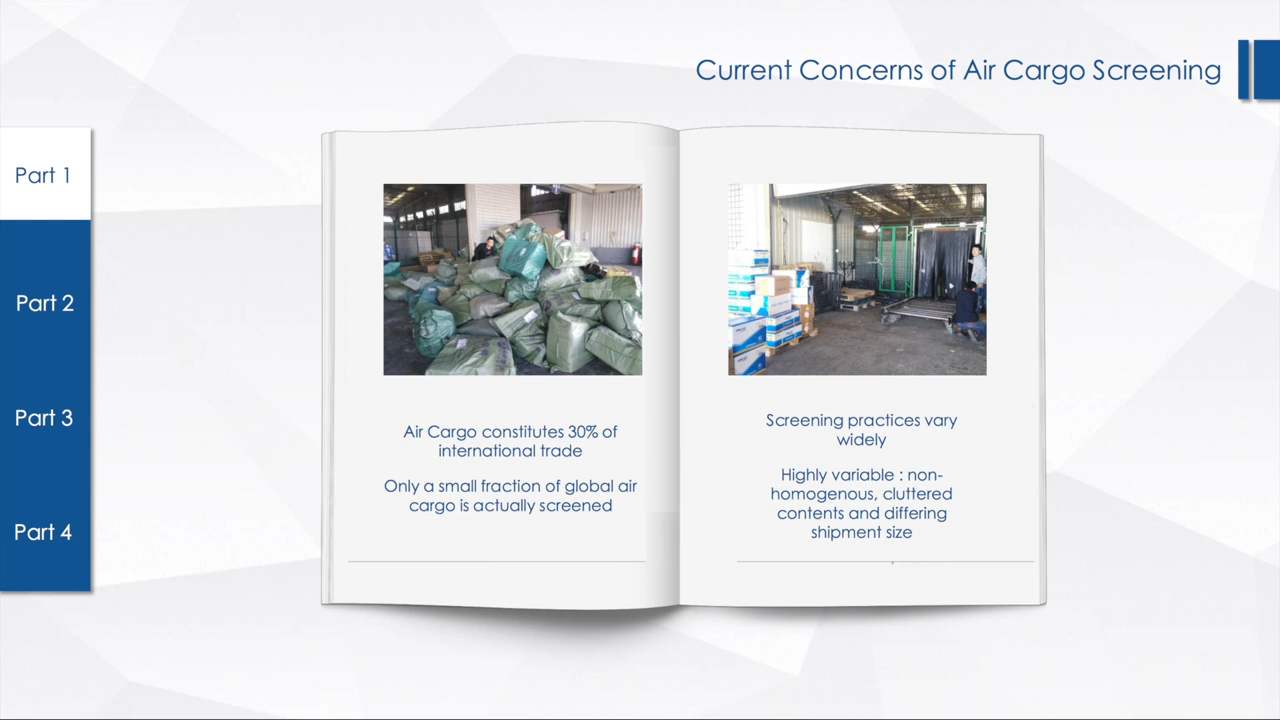 Current Concerns of Air Cargo Screening
Part 1
Part 2
Part 3
Part 4
Air Cargo constitutes 30% of
international trade
Only a small fraction of global air
cargo is actually screened
Screening practices vary
widely
Highly variable : non-
homogenous, cluttered
contents and differing
shipment size